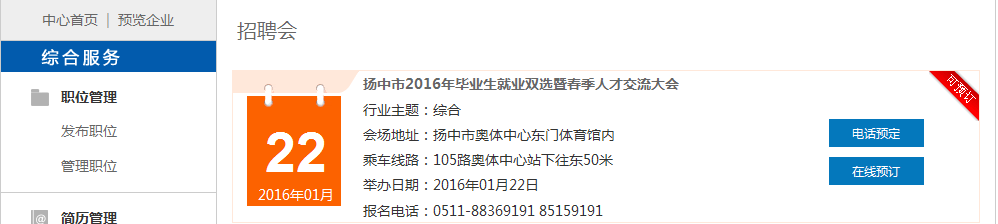 中心首页 | 预览企业
综合服务
职位管理
发布职位
管理职位
简历管理
招聘会
22
2016年01月
扬中市2016年毕业生就业双选暨春季人才交流大会
行业主题：综合
会场地址：扬中市奥体中心东门体育馆内
乘车线路：105路奥体中心站下往东50米
举办日期：2016年01月22日
报名电话：0511-88369191 85159191
可预订
电话预定
在线预订